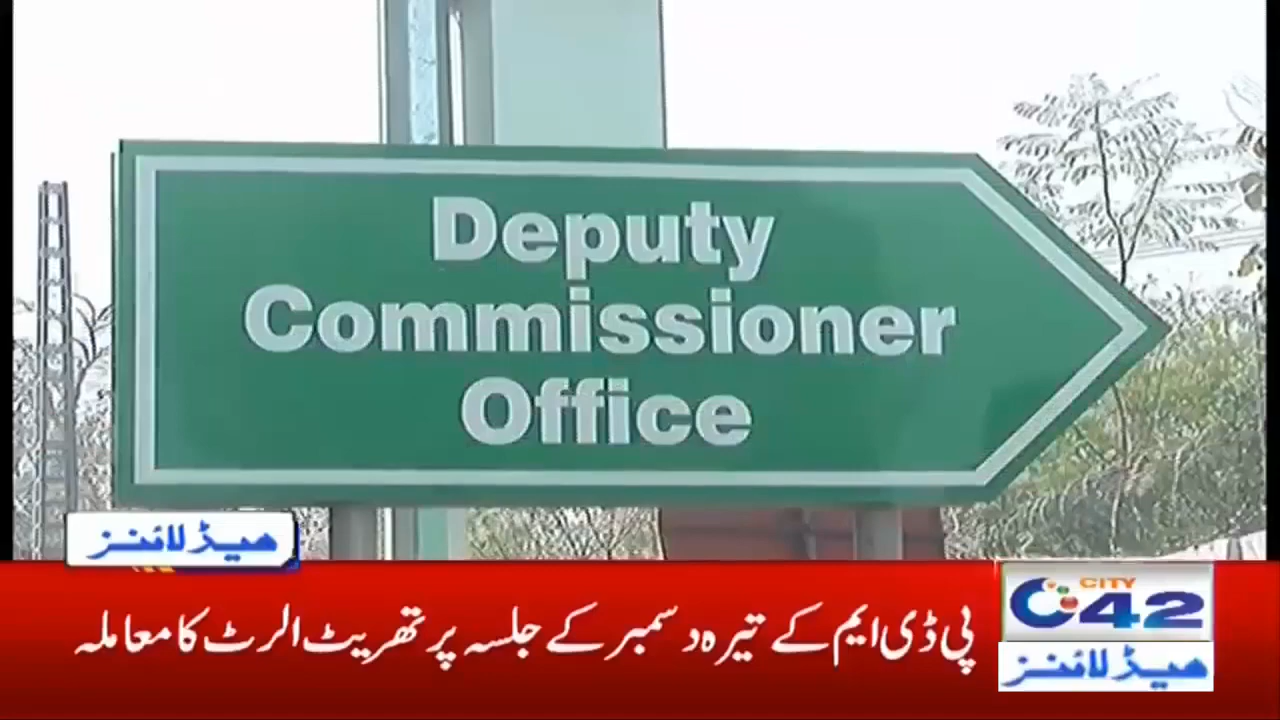 Deputy
Commissioner
Office
ہیڈلائنز
پی ڈی ایم کے تیرہ دسمبر کے جلسہ پر تھریٹ الرٹ کا معاملہ
CITY
42
ہیڈلائنز